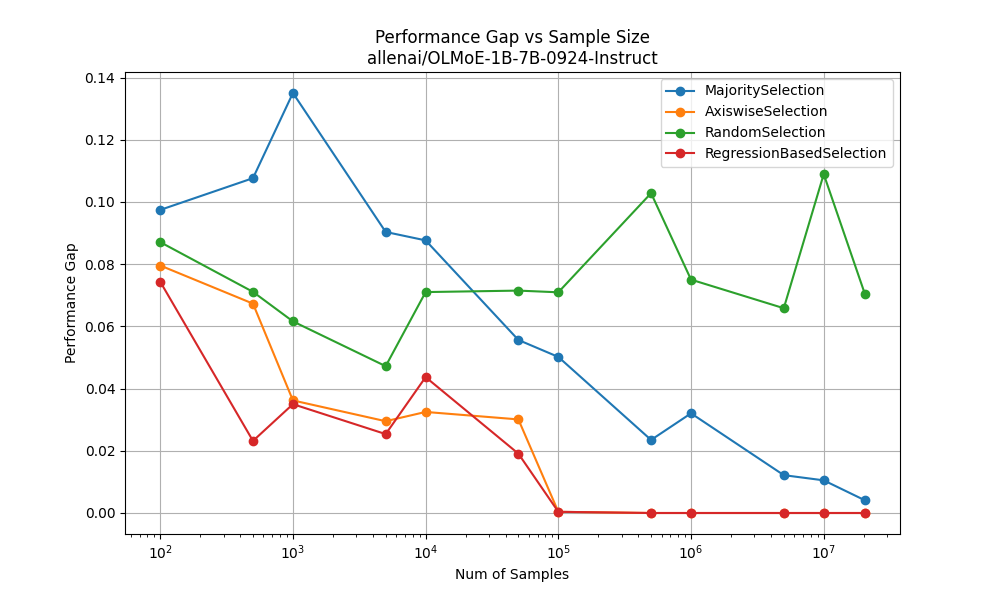 Performance Gap vs Sample Size
allenai/OLMoE-1B-7B-0924-Instruct
MajoritySelection
AxiswiseSelection
RandomSelection
RegressionBasedSelection
Performance Gap
0.14
0.12
0.10
0.08
0.06
0.04
0.02
0.00
10²
10³
10⁴
10⁵
10⁶
10⁷
Num of Samples